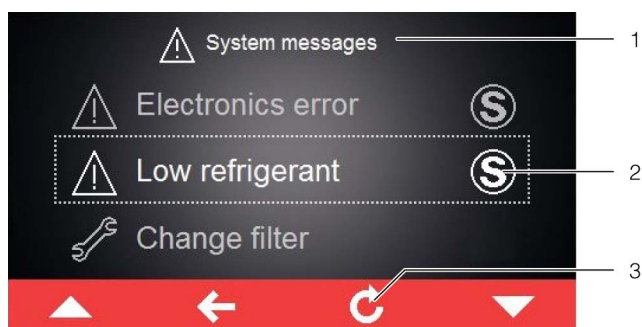 System messages
1
Electronics error
S
Low refrigerant
S
2
Change filter
3